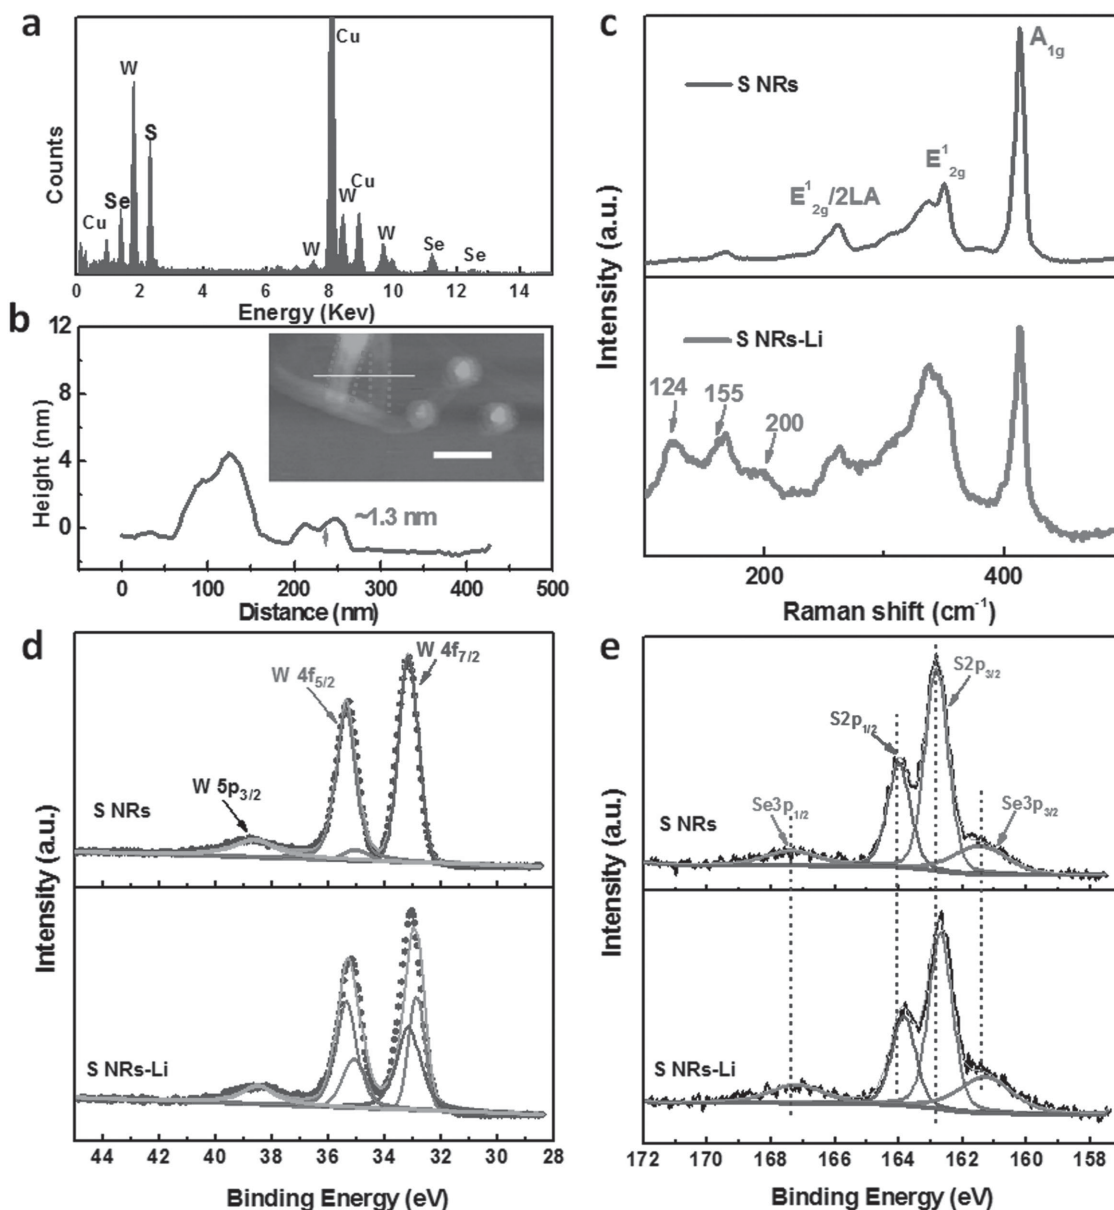 a
Cu
Se
W
S
Cu
W
Cu
W
W
Se
Se
Counts
0 2 4 6 8 10 12 14
Energy (Kev)
b
12
8
4
0
Height (nm)
~1.3 nm
0 100 200 300 400 500
Distance (nm)
c
S NRs
A1g
E12g
E12g/2LA
S NRs-Li
124
155
200
Intensity (a.u.)
200 400
Raman shift (cm-1)
d
W 4f7/2
W 4f5/2
W 5p3/2
S NRs
S NRs-Li
Intensity (a.u.)
44 42 40 38 36 34 32 30 28
Binding Energy (eV)
e
S2p3/2
S2p1/2
Se3p1/2
Se3p3/2
S NRs
S NRs-Li
Intensity (a.u.)
172 170 168 166 164 162 160 158
Binding Energy (eV)